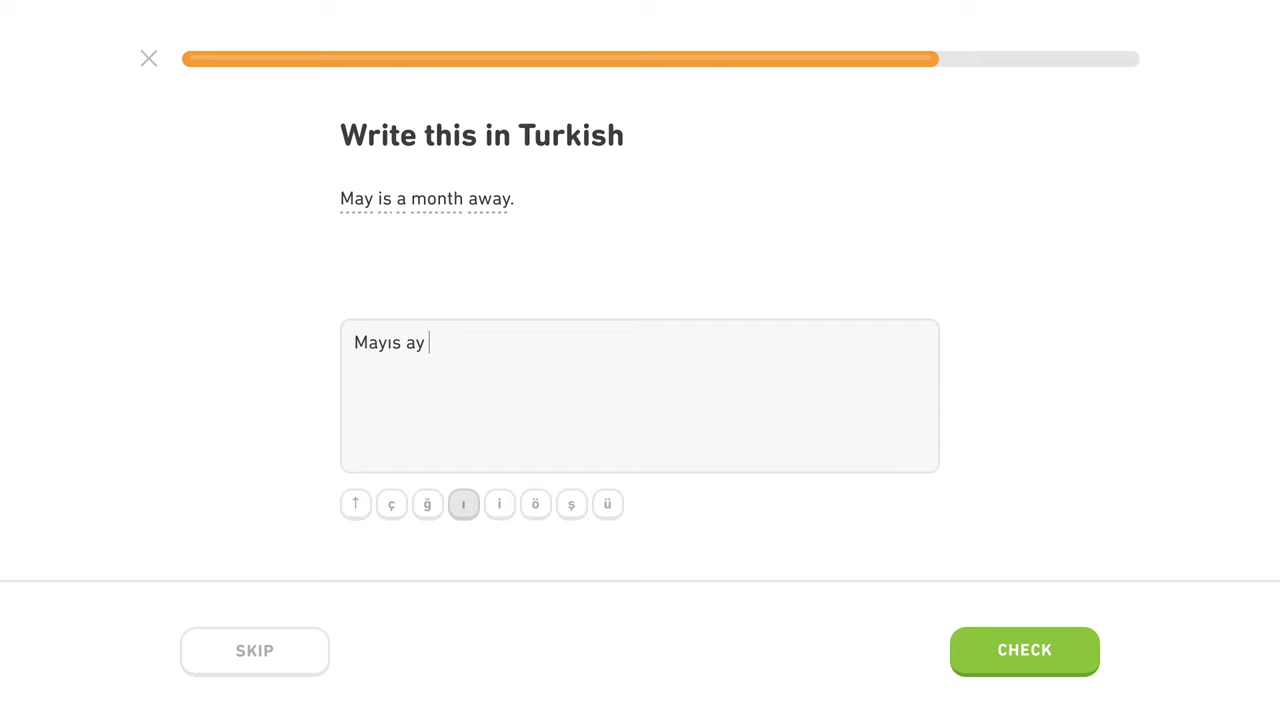 Write this in Turkish
May is a month away.
Mayıs ay
↑ ç ğ ı i ö ş ü
SKIP
CHECK